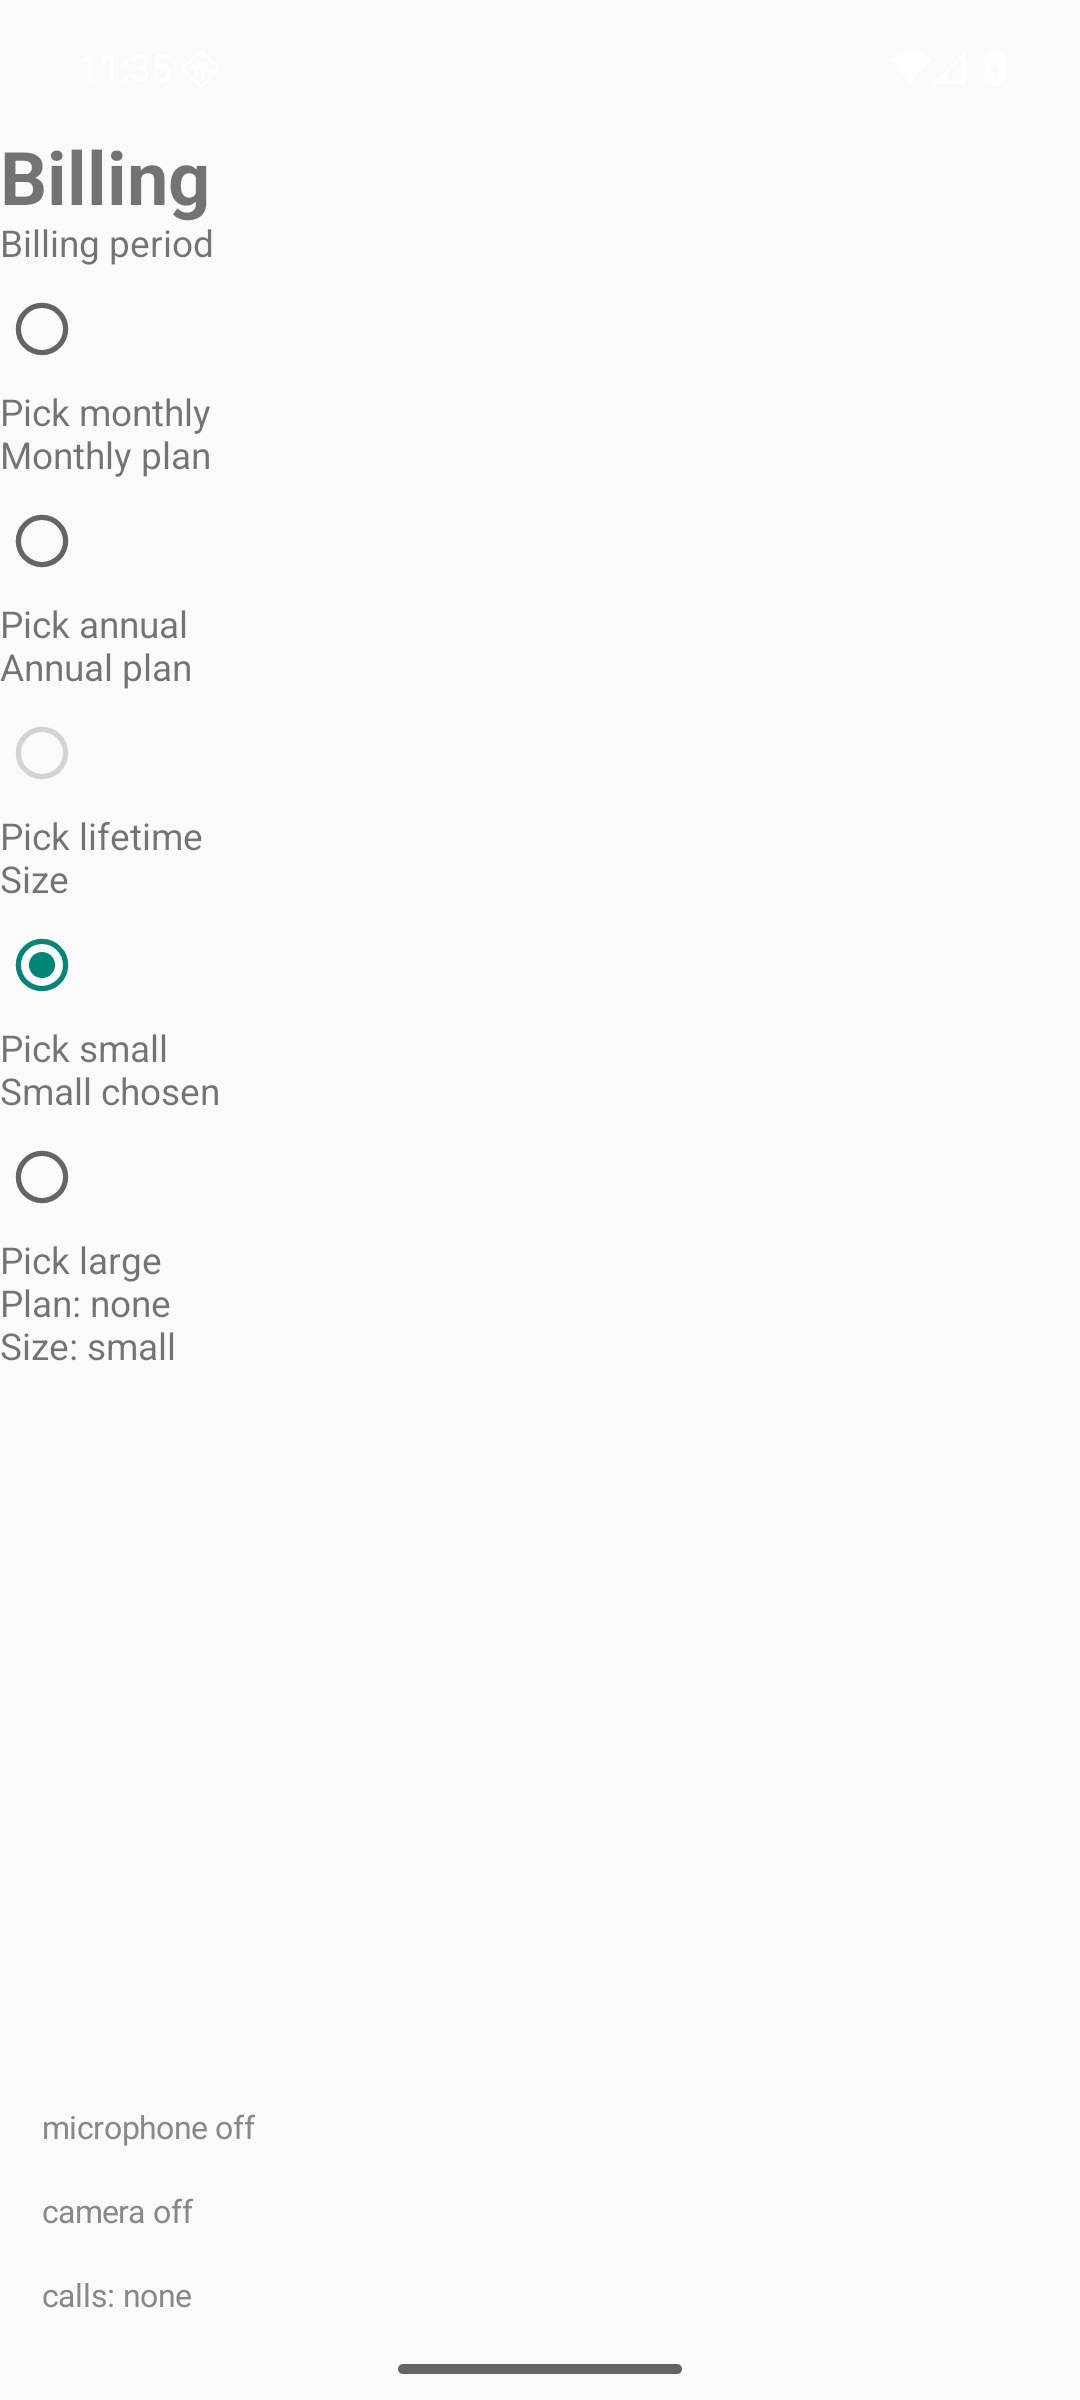 11:35
Billing
Billing period
Pick monthly
Monthly plan
Pick annual
Annual plan
Pick lifetime
Size
Pick small
Small chosen
Pick large
Plan: none
Size: small
microphone off
camera off
calls: none